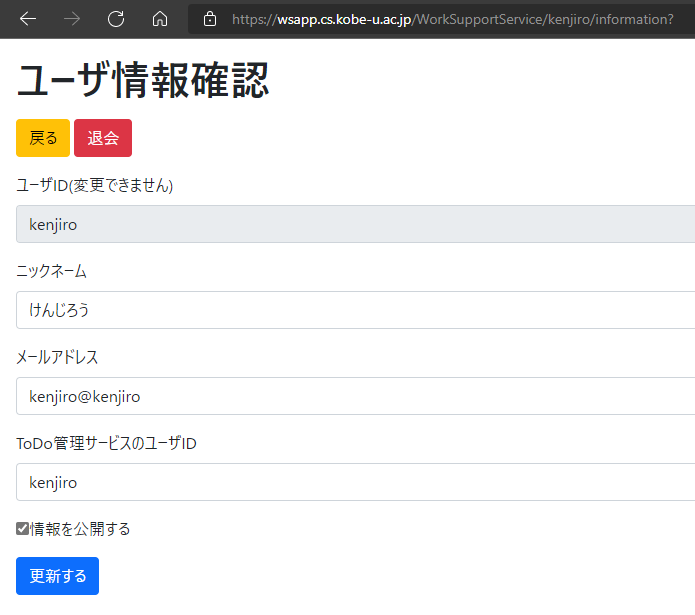 https://wsapp.cs.kobe-u.ac.jp/WorkSupportService/kenjiro/information?
ユーザ情報確認
戻る 退会
ユーザID(変更できません)
kenjiro
ニックネーム
けんじろう
メールアドレス
kenjiro@kenjiro
ToDo管理サービスのユーザID
kenjiro
情報を公開する
更新する